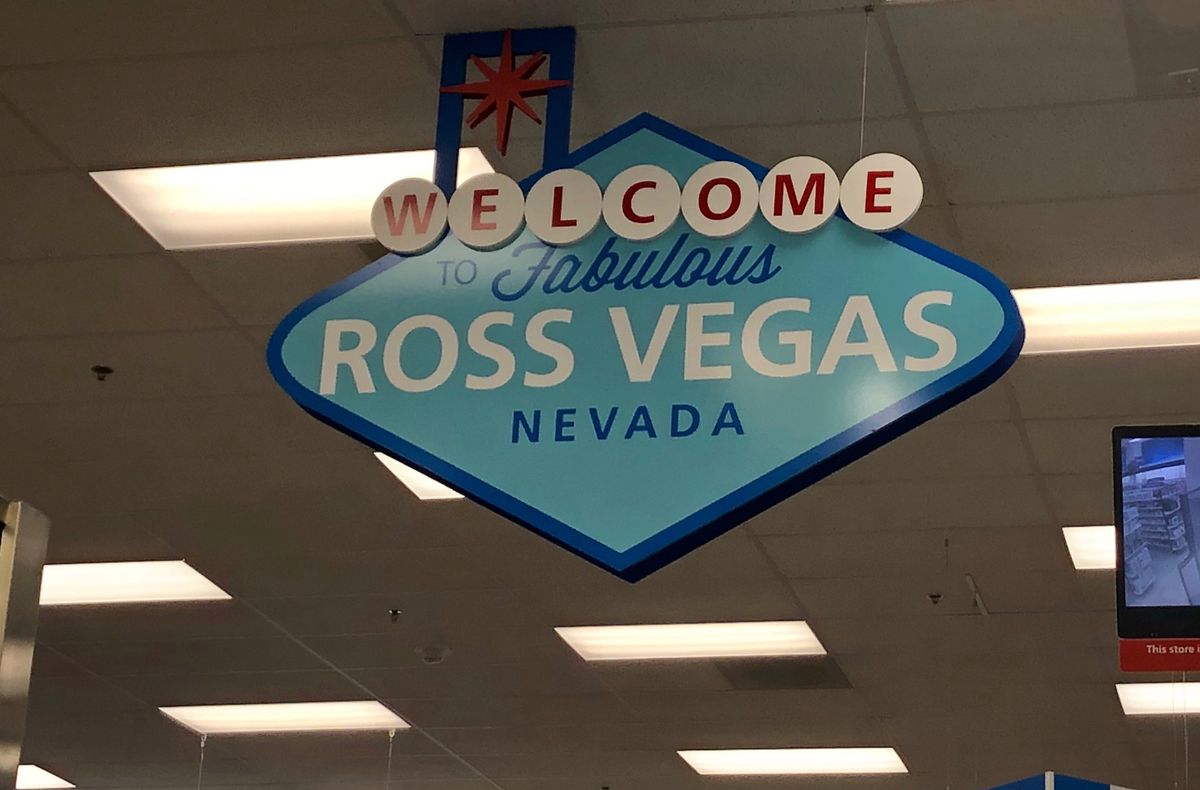 WELCOME
TO Fabulous
ROSS VEGAS
NEVADA
This store